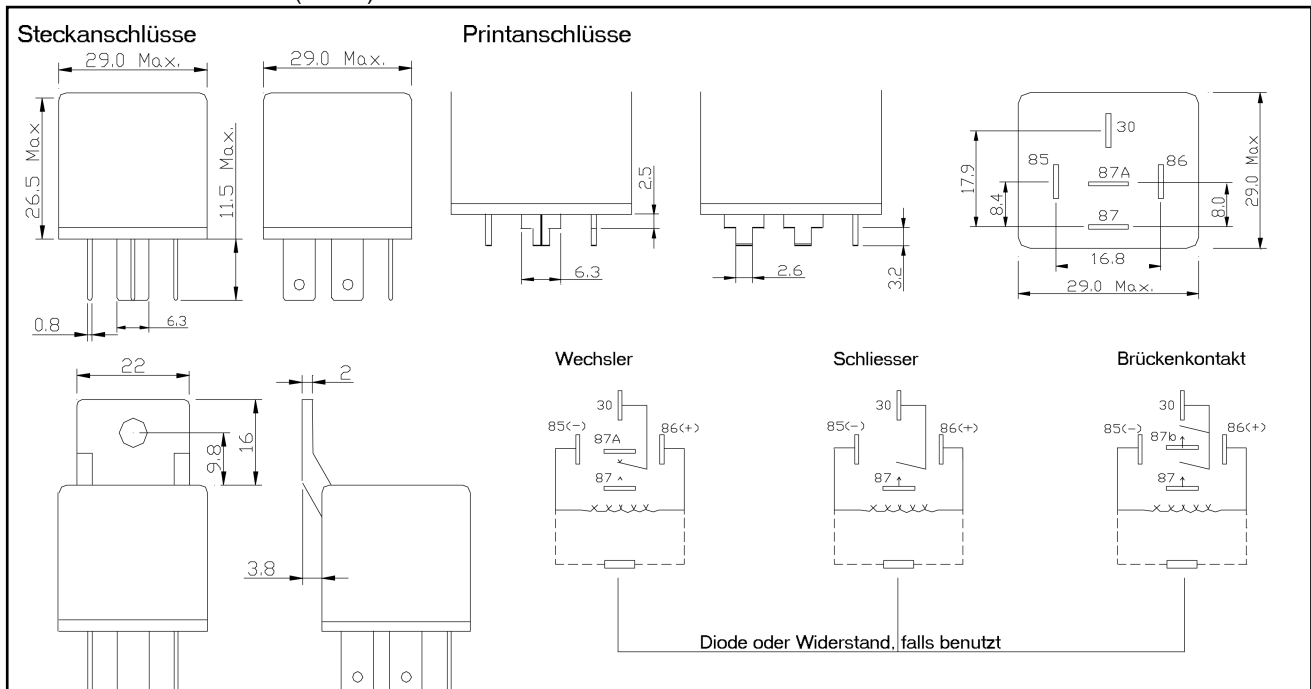 Steckanschlüsse
Printanschlüsse
29.0 Max.
29.0 Max.
26.5 Max
11.5 Max.
0.8
6.3
2.5
6.3
2.6
3.2
30
85
86
87A
87
17.9
8.4
8.0
29.0 Max
16.8
29.0 Max.
22
9.8
16
2
3.8
Wechsler
30
85(-)
86(+)
87A
87
Schliesser
30
85(-)
86(+)
87
Brückenkontakt
30
85(-)
86(+)
87b
87
Diode oder Widerstand, falls benutzt